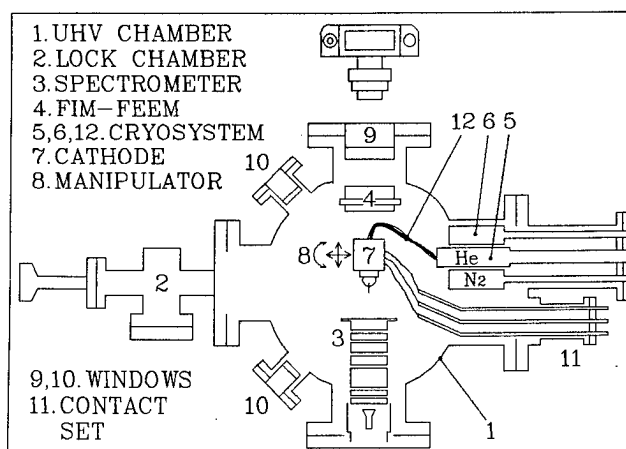 1.UHV CHAMBER
2.LOCK CHAMBER
3.SPECTROMETER
4.FIM-FEEM
5,6,12.CRYOSYSTEM
7.CATHODE
8.MANIPULATOR
9
12 6 5
10
4
8
7
He
N2
2
3
11
10
1
9,10.WINDOWS
11.CONTACT
SET